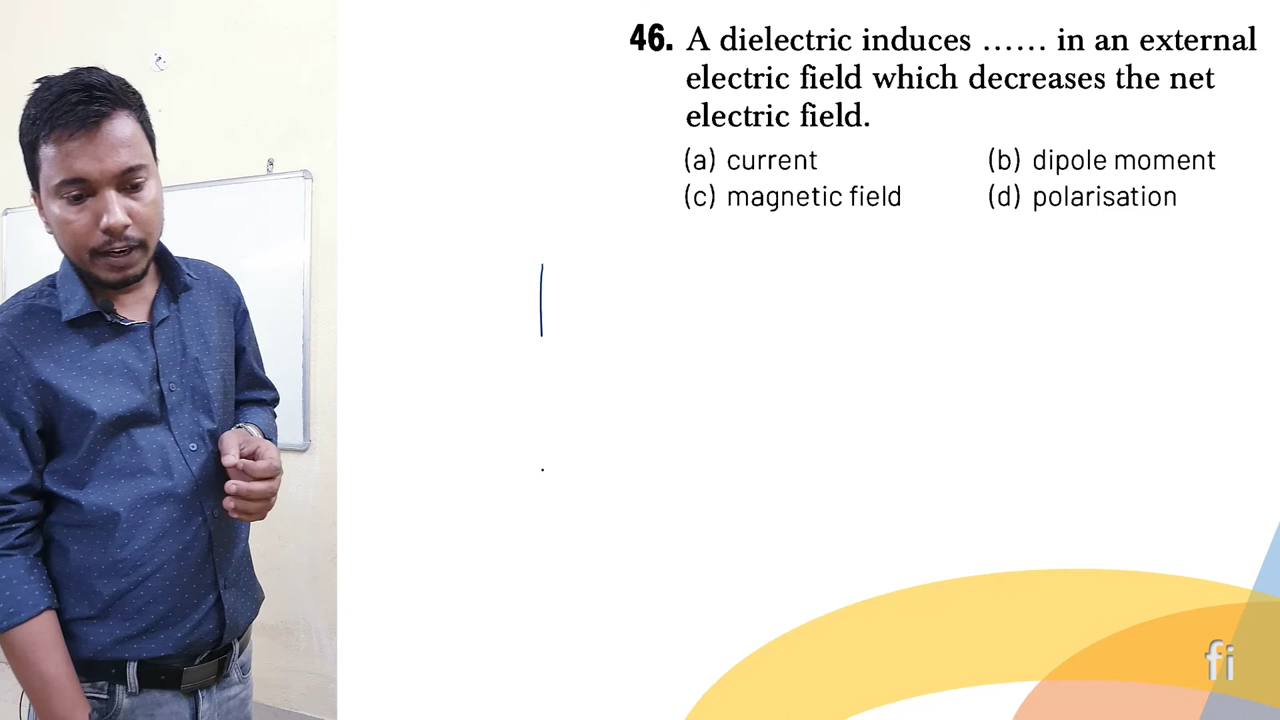 46. A dielectric induces ...... in an external
electric field which decreases the net
electric field.
(a) current (b) dipole moment
(c) magnetic field (d) polarisation
fi